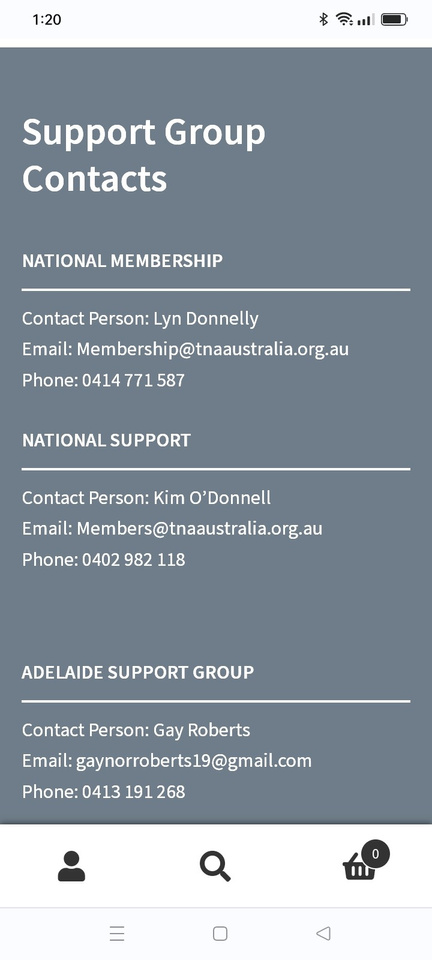 1:20
Support Group
Contacts
NATIONAL MEMBERSHIP
Contact Person: Lyn Donnelly
Email: Membership@tnaaustralia.org.au
Phone: 0414 771 587
NATIONAL SUPPORT
Contact Person: Kim O’Donnell
Email: Members@tnaaustralia.org.au
Phone: 0402 982 118
ADELAIDE SUPPORT GROUP
Contact Person: Gay Roberts
Email: gaynorroberts19@gmail.com
Phone: 0413 191 268
0